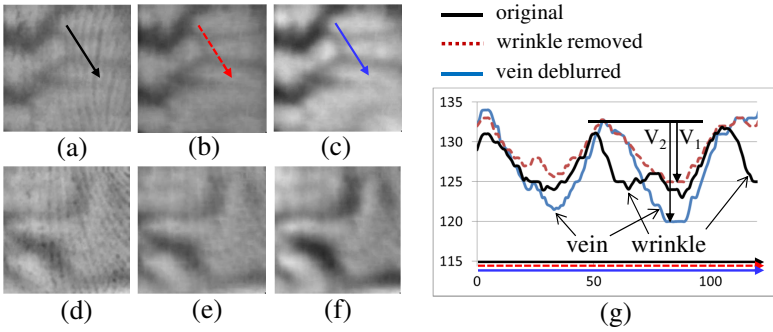 original
wrinkle removed
vein deblurred
(a)
(b)
(c)
(d)
(e)
(f)
135
130
125
120
115
V2 V1
vein wrinkle
0 50 100
(g)